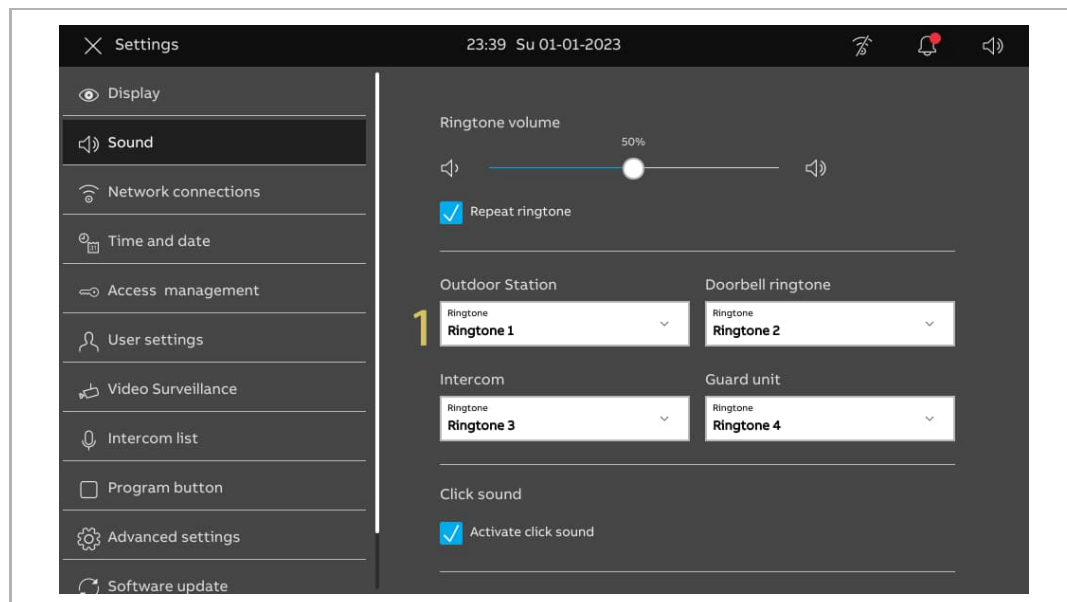 Settings
23:39 Su 01-01-2023
Display
Sound
Network connections
Time and date
Access management
User settings
Video Surveillance
Intercom list
Program button
Advanced settings
Software update
Ringtone volume
50%
Repeat ringtone
Outdoor Station
Doorbell ringtone
1
Ringtone
Ringtone 1
Ringtone
Ringtone 2
Intercom
Guard unit
Ringtone
Ringtone 3
Ringtone
Ringtone 4
Click sound
Activate click sound